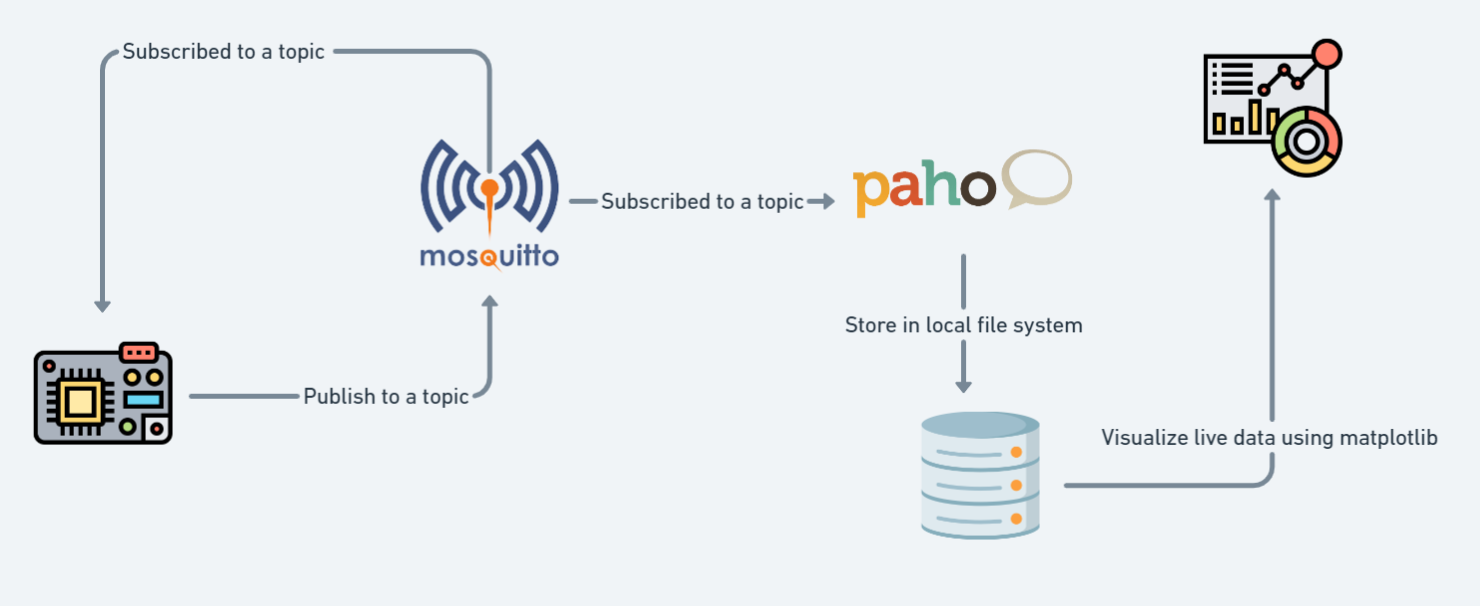 Subscribed to a topic
mosquitto
Subscribed to a topic
paho
Store in local file system
Publish to a topic
Visualize live data using matplotlib